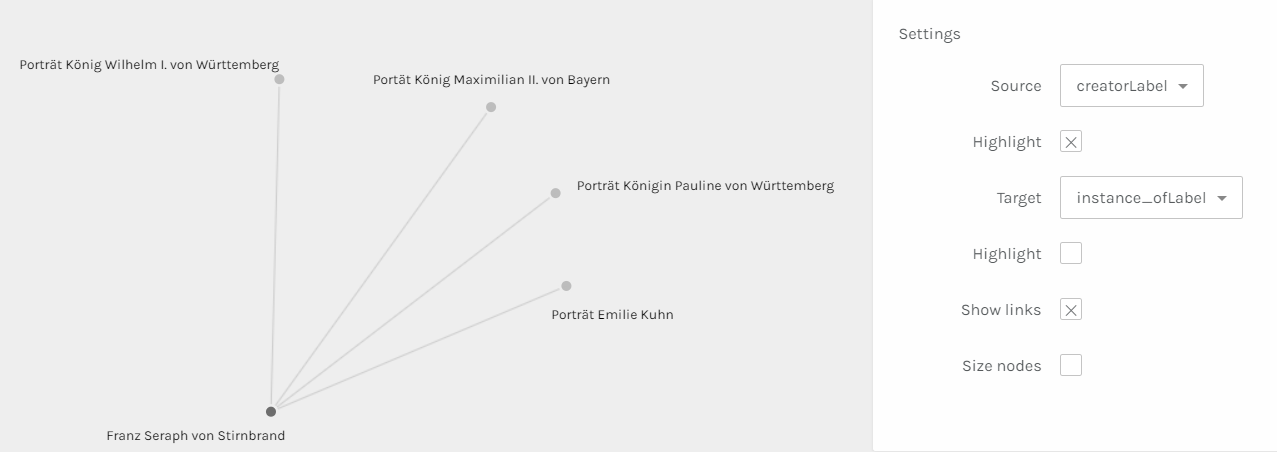 Porträt König Wilhelm I. von Württemberg
Portät König Maximilian II. von Bayern
Porträt Königin Pauline von Württemberg
Porträt Emilie Kuhn
Franz Seraph von Stirnbrand
Settings
Source creatorLabel
Highlight
Target instance_ofLabel
Highlight
Show links
Size nodes